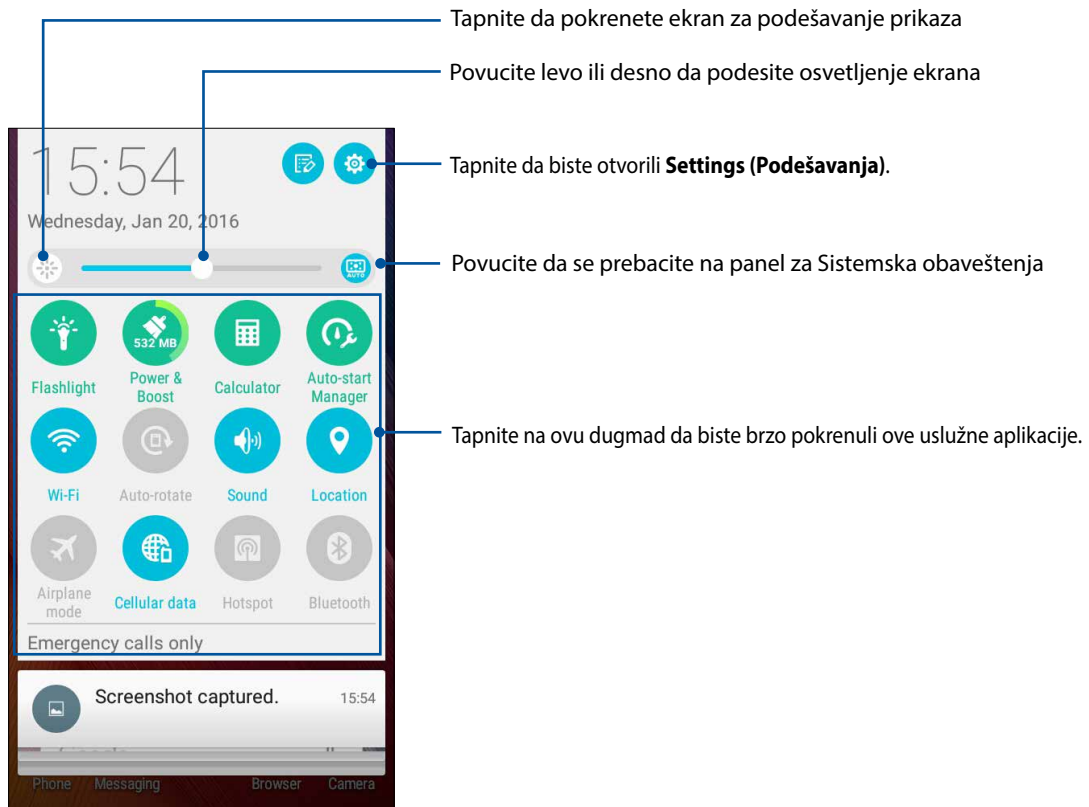 Tapnite da pokrenete ekran za podešavanje prikaza
Povucite levo ili desno da podesite osvetljenje ekrana
Tapnite da biste otvorili Settings (Podešavanja).
Povucite da se prebacite na panel za Sistemska obaveštenja
Tapnite na ovu dugmad da biste brzo pokrenuli ove uslužne aplikacije.
15:54
Wednesday, Jan 20, 2016
AUTO
532 MB
Flashlight
Power &
Boost
Calculator
Auto-start
Manager
Wi-Fi
Auto-rotate
Sound
Location
Airplane
mode
Cellular data
Hotspot
Bluetooth
Emergency calls only
Screenshot captured.
15:54
Phone
Messaging
Browser
Camera